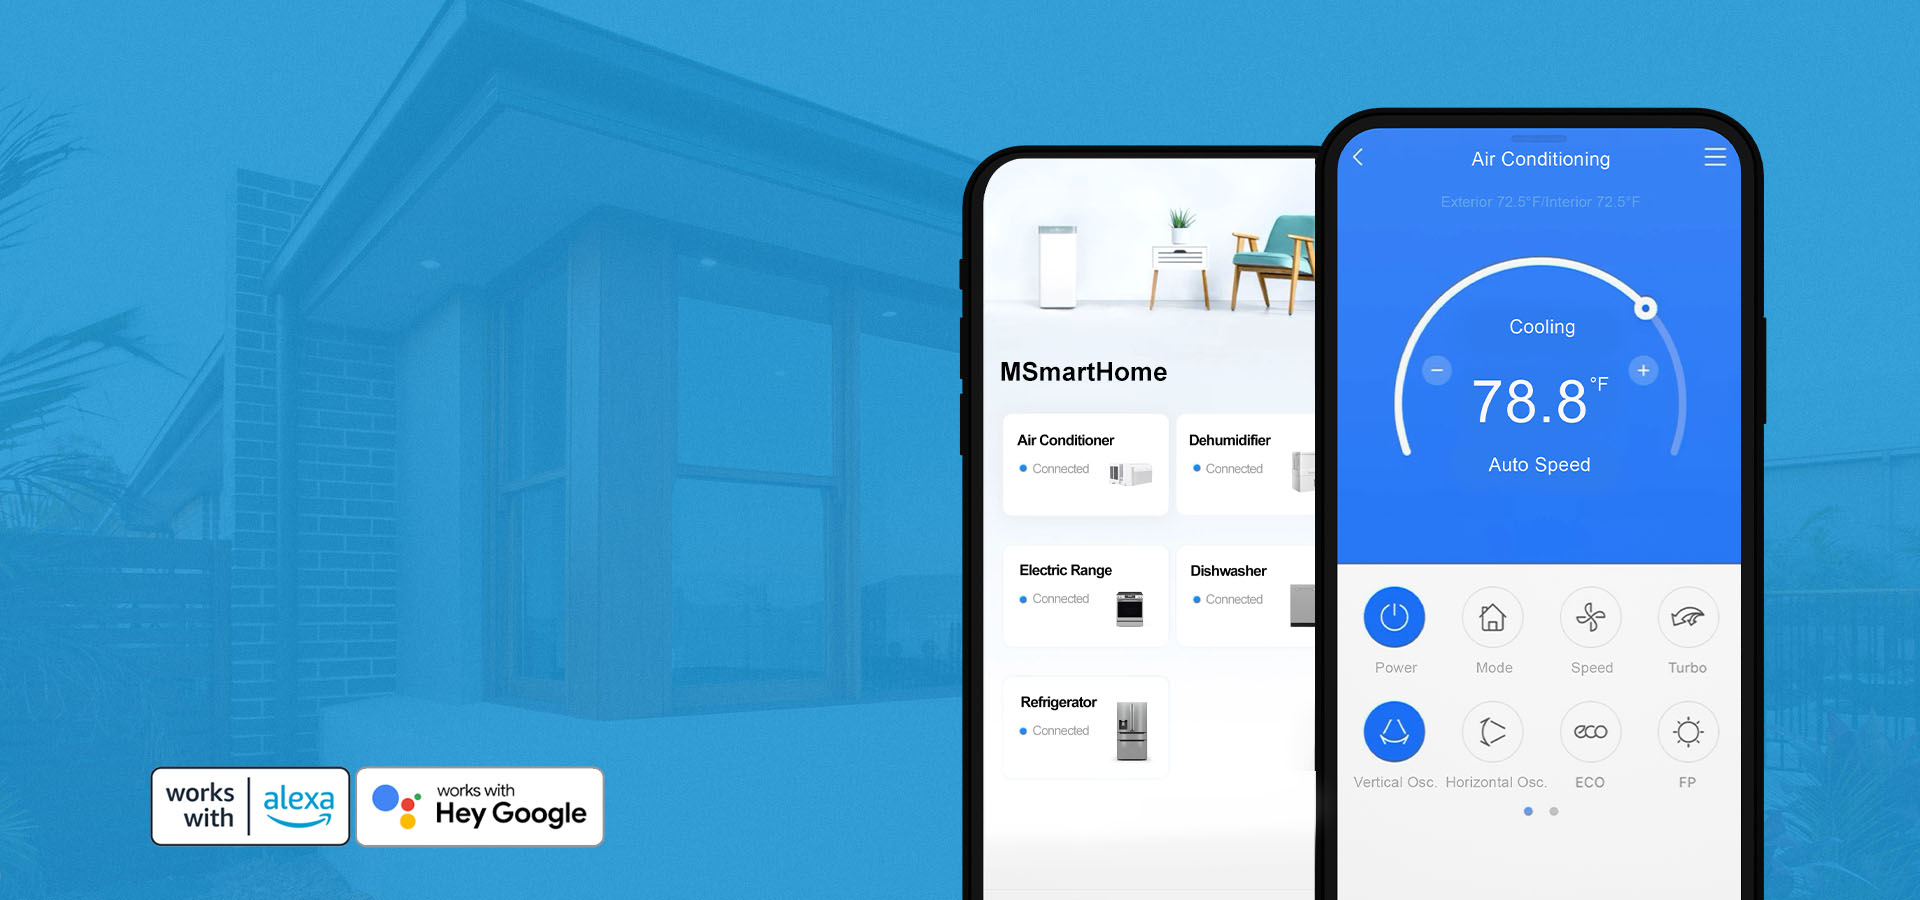 works
with
alexa
works with
Hey Google
MSmartHome
Air Conditioner
Connected
Dehumidifier
Connected
Electric Range
Connected
Dishwasher
Connected
Refrigerator
Connected
Air Conditioning
Exterior 72.5°F/Interior 72.5°F
Cooling
− 78.8°F +
Auto Speed
Power
Mode
Speed
Turbo
eco
Vertical Osc.
Horizontal Osc.
ECO
FP